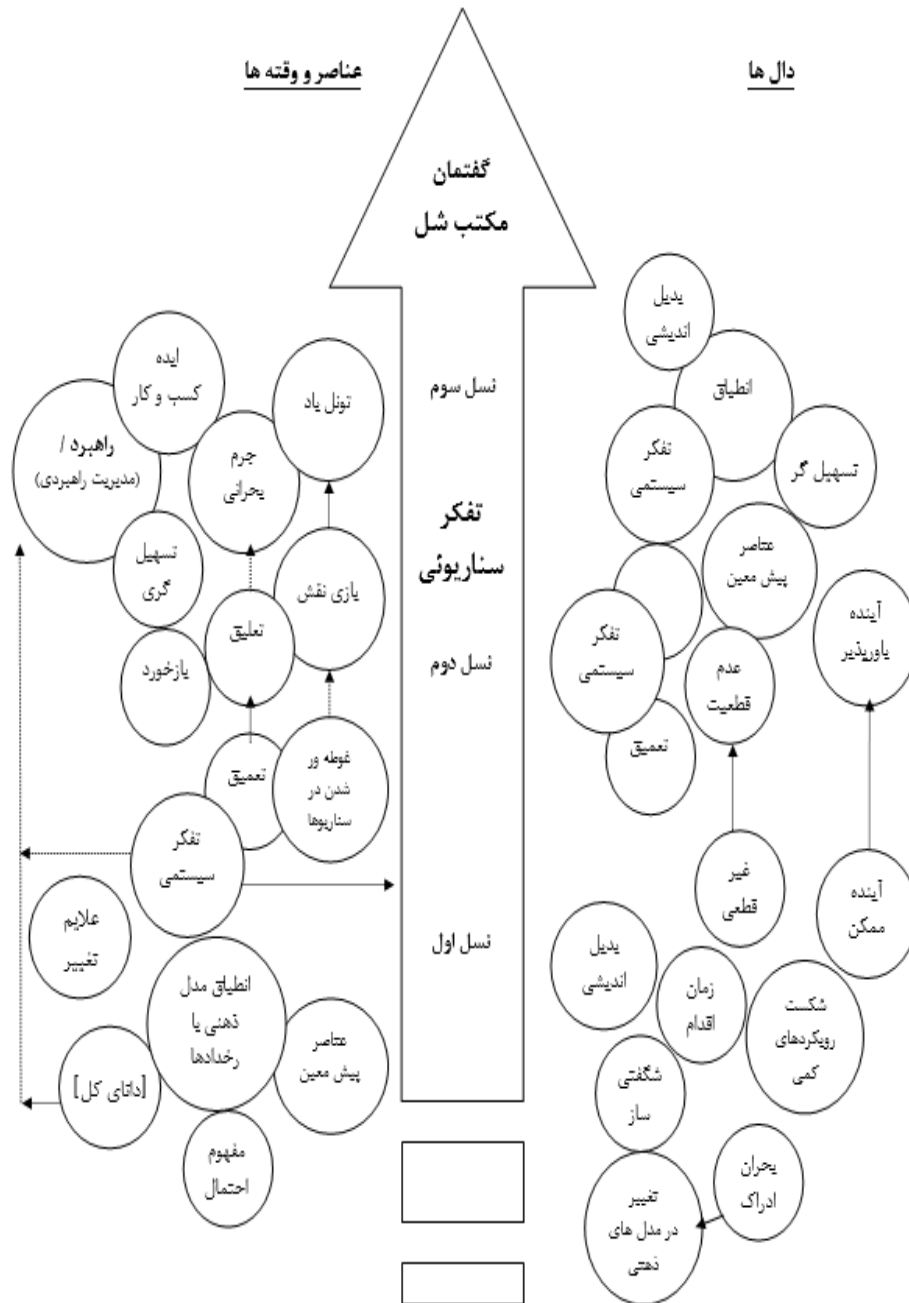 دال ها
عناصر و وقته ها
گفتمان
مکتب شل
نسل سوم
تفکر
سناریوئی
نسل دوم
نسل اول
بدیل
اندیشی
انطباق
تفکر
سیستمی
تسهیل گر
عناصر
پیش معین
آینده
باورپذیر
تفکر
سیستمی
عدم
قطعیت
تعمیق
غیر
قطعی
آینده
ممکن
بدیل
اندیشی
زمان
اقدام
شکست
رویکردهای
کمی
شگفتی
ساز
بحران
ادراک
تغییر
در مدل های
ذهنی
ایده
کسب و کار
تونل باد
راهبرد /
(مدیریت راهبردی)
جرم
بحرانی
تسهیل
گری
بازی نقش
تعلیق
بازخورد
غوطه ور
شدن در
سناریوها
تعمیق
تفکر
سیستمی
علایم
تغییر
انطباق مدل
ذهنی با
رخدادها
عناصر
پیش معین
[دانای کل]
مفهوم
احتمال